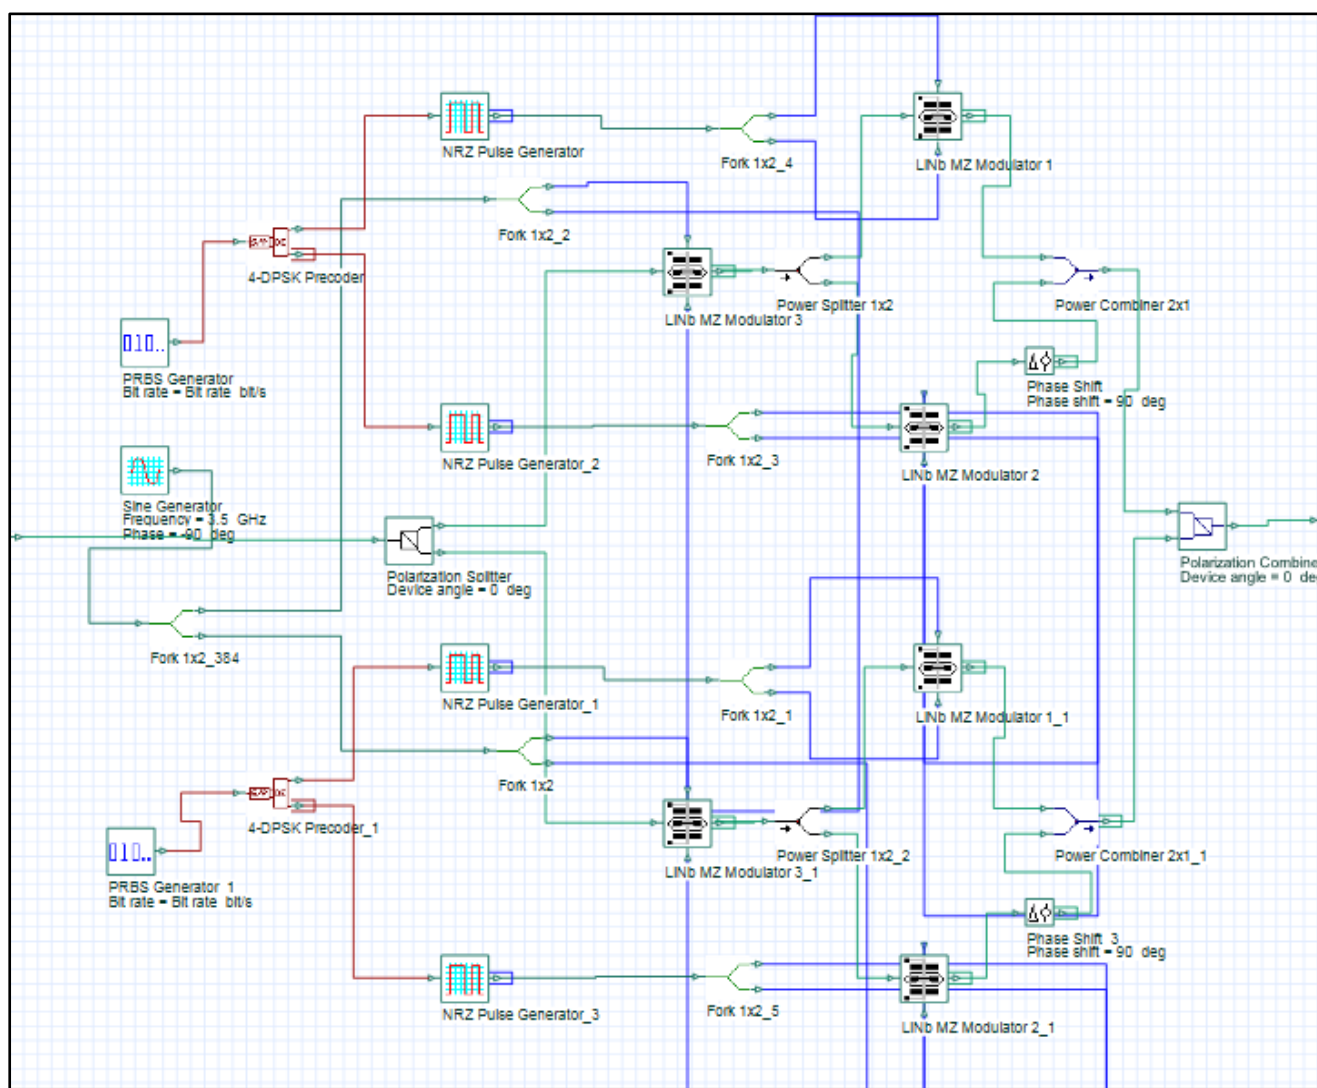 NRZ Pulse Generator
Fork 1x2_4
LiNb MZ Modulator 1
Fork 1x2_2
4-DPSK Precoder
Power Splitter 1x2
Power Combiner 2x1
LiNb MZ Modulator 3
010..
PRBS Generator
Bit rate = Bit rate bit/s
Phase Shift
Phase shift = 90 deg
NRZ Pulse Generator_2
Fork 1x2_3
LiNb MZ Modulator 2
Sine Generator
Frequency = 3.5 GHz
Phase = -90 deg
Polarization Splitter
Device angle = 0 deg
Polarization Combine
Device angle = 0 deg
Fork 1x2_384
NRZ Pulse Generator_1
Fork 1x2_1
LiNb MZ Modulator 1_1
Fork 1x2
4-DPSK Precoder_1
Power Splitter 1x2_2
Power Combiner 2x1_1
LiNb MZ Modulator 3_1
010..
PRBS Generator_1
Bit rate = Bit rate bit/s
Phase Shift_3
Phase shift = 90 deg
NRZ Pulse Generator_3
Fork 1x2_5
LiNb MZ Modulator 2_1